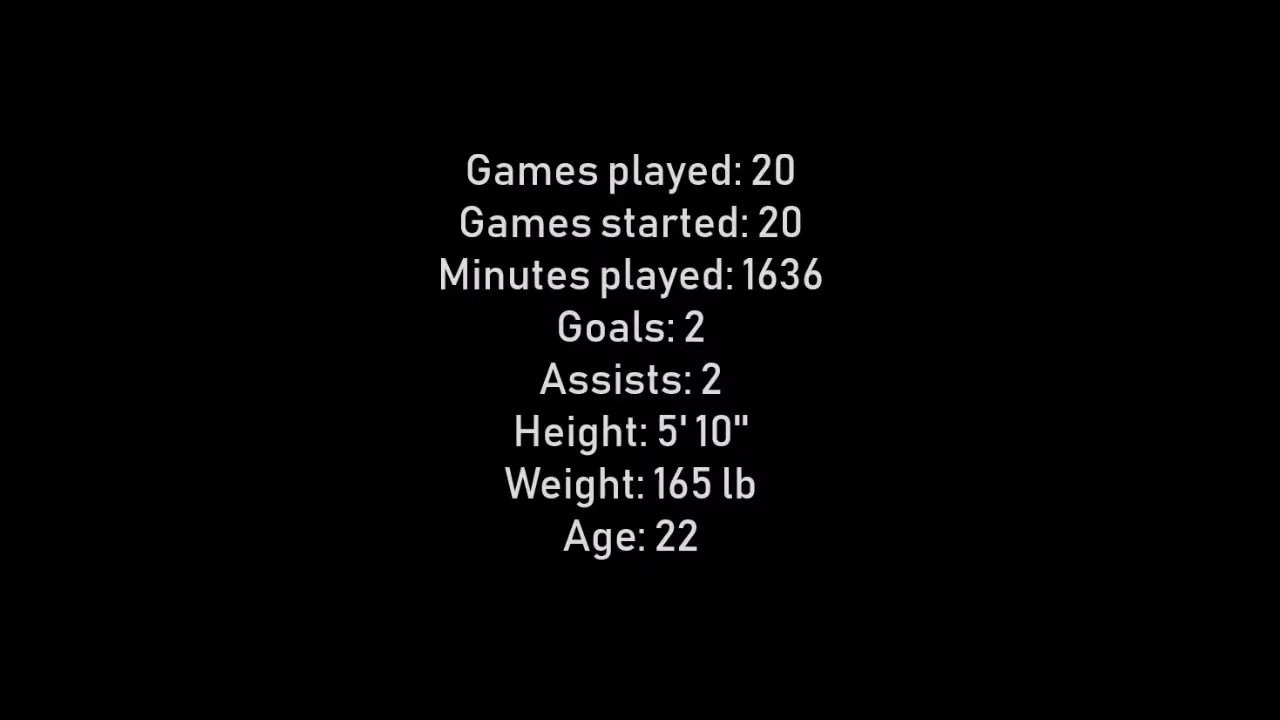 Games played: 20
Games started: 20
Minutes played: 1636
Goals: 2
Assists: 2
Height: 5' 10"
Weight: 165 lb
Age: 22